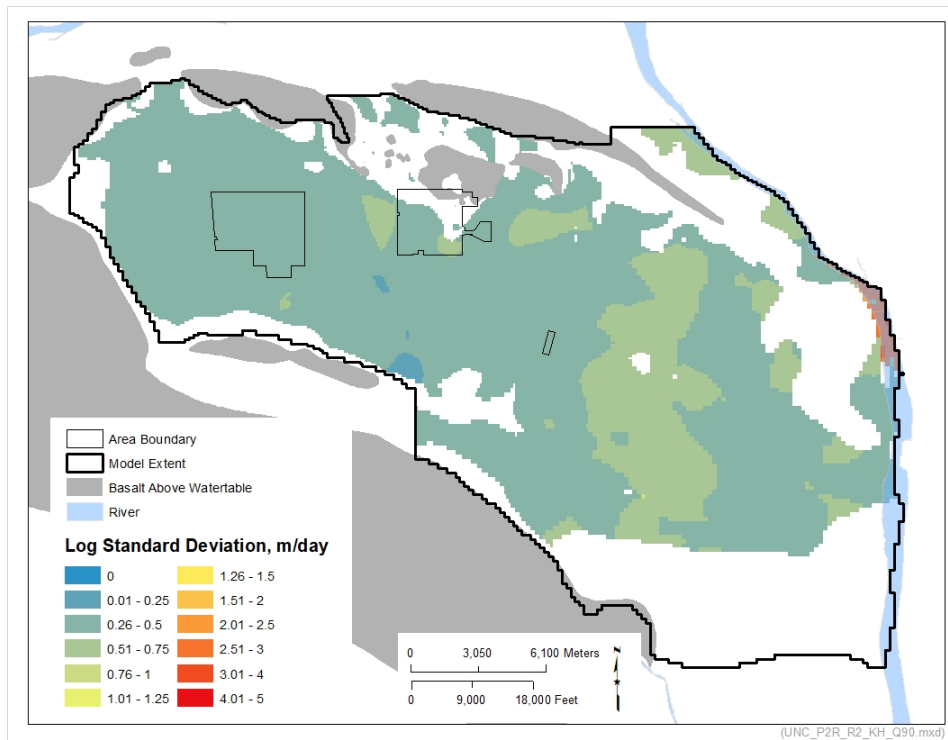 Area Boundary
Model Extent
Basalt Above Watertable
River
Log Standard Deviation, m/day
0
0.01 - 0.25
0.26 - 0.5
0.51 - 0.75
0.76 - 1
1.01 - 1.25
1.26 - 1.5
1.51 - 2
2.01 - 2.5
2.51 - 3
3.01 - 4
4.01 - 5
0 3,050 6,100 Meters
0 9,000 18,000 Feet
N
(UNC_P2R_R2_KH_Q90.mxd)